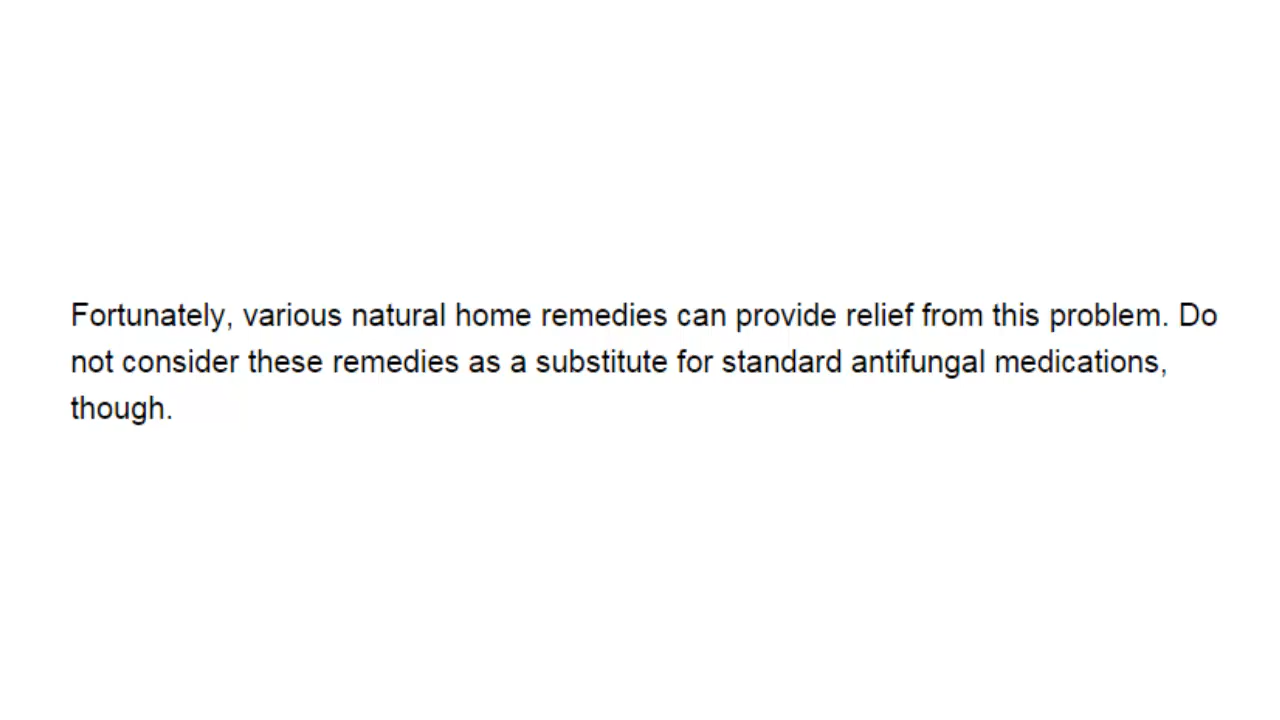 Fortunately, various natural home remedies can provide relief from this problem. Do
not consider these remedies as a substitute for standard antifungal medications,
though.